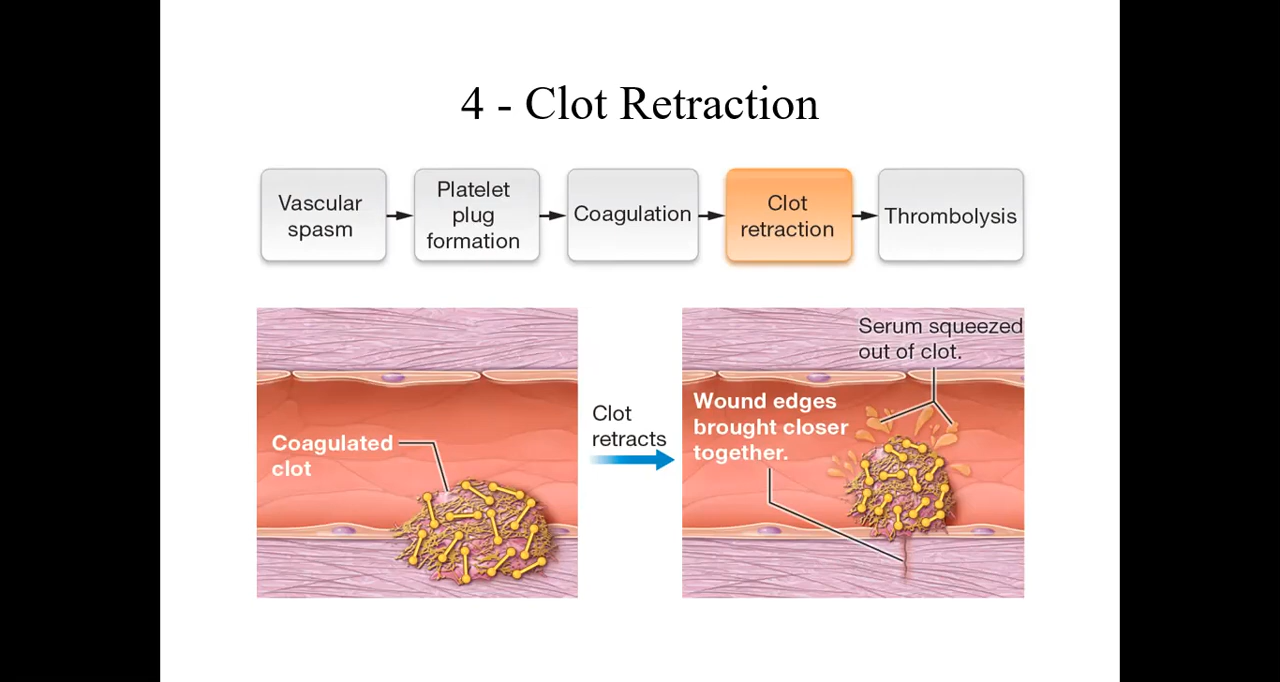 4 - Clot Retraction
Vascular
spasm
Platelet
plug
formation
Coagulation
Clot
retraction
Thrombolysis
Coagulated
clot
Clot
retracts
Serum squeezed
out of clot.
Wound edges
brought closer
together.